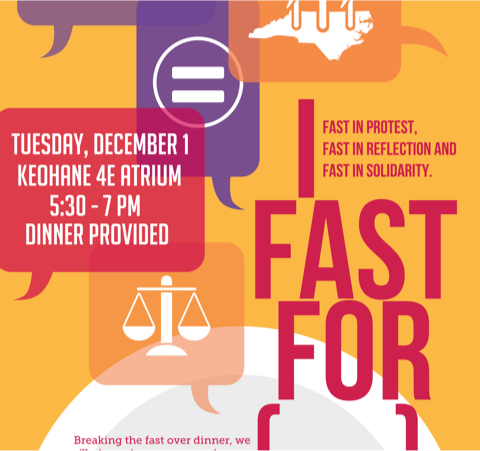 TUESDAY, DECEMBER 1
KEOHANE 4E ATRIUM
5:30 - 7 PM
DINNER PROVIDED
FAST IN PROTEST,
FAST IN REFLECTION AND
FAST IN SOLIDARITY.
I
FAST
FOR
[ ]
Breaking the fast over dinner, we